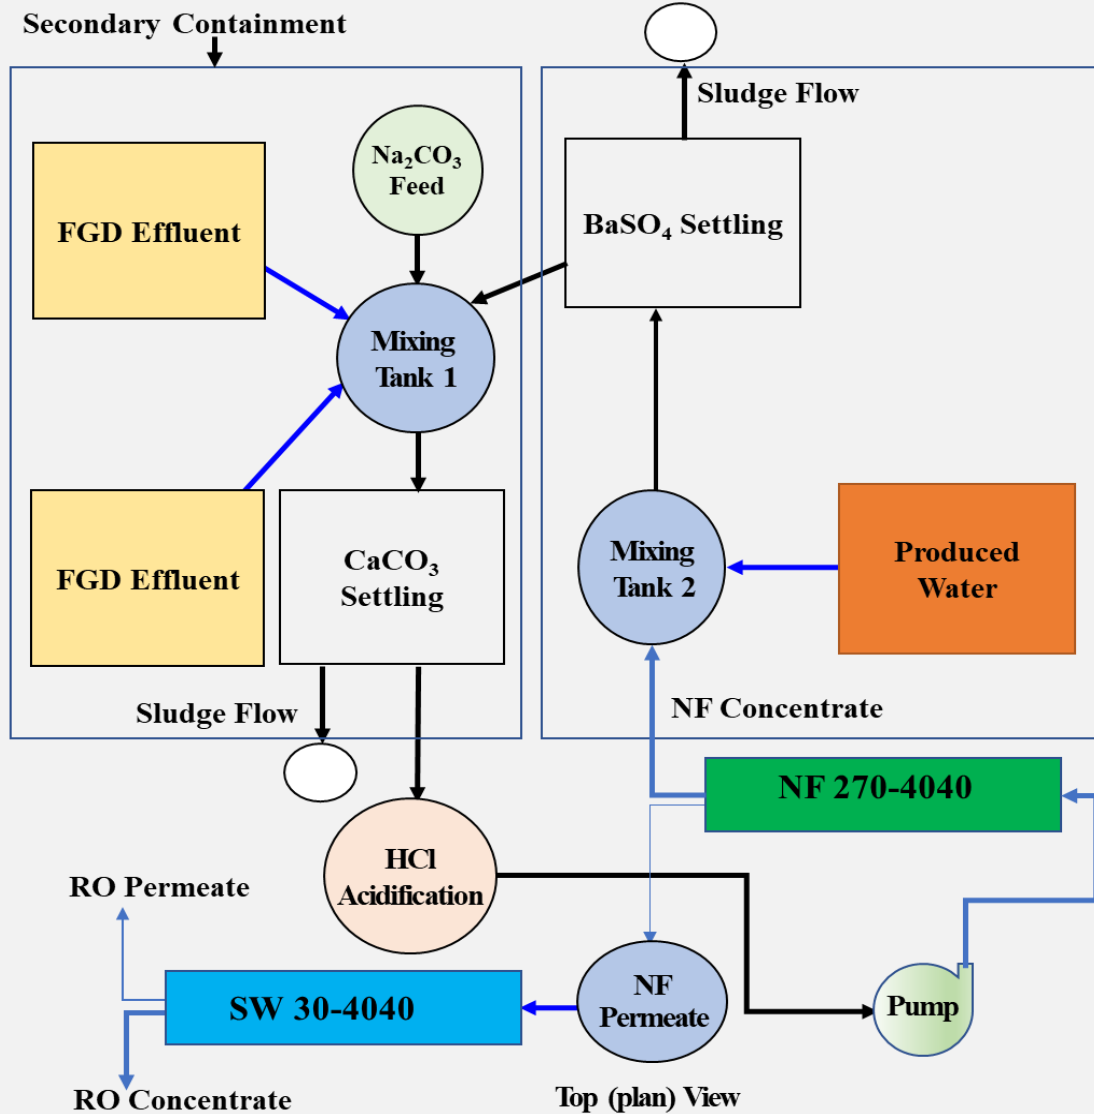 Secondary Containment
Sludge Flow
Na₂CO₃
Feed
FGD Effluent
BaSO₄ Settling
Mixing
Tank 1
FGD Effluent
CaCO₃
Settling
Mixing
Tank 2
Produced
Water
Sludge Flow
NF Concentrate
NF 270-4040
HCl
Acidification
RO Permeate
SW 30-4040
NF
Permeate
Pump
RO Concentrate
Top (plan) View